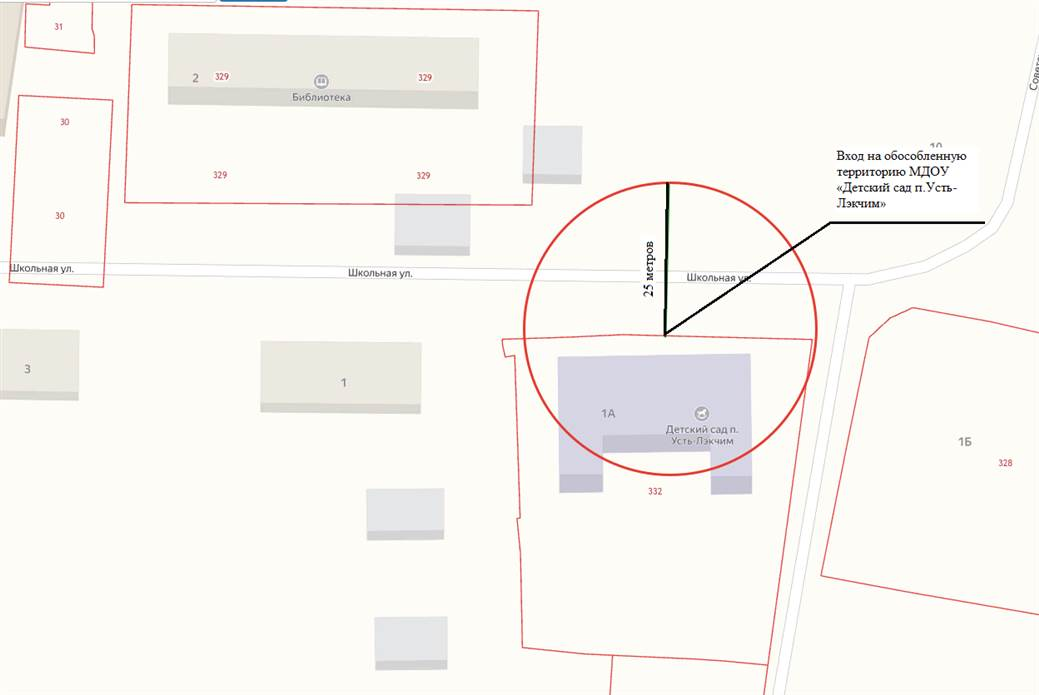 31
2
329
329
Библиотека
30
329
329
30
10
Вход на обособленную
территорию МДОУ
«Детский сад п.Усть-
Лэкчим»
25 метров
Школьная ул.
Школьная ул.
Школьная ул.
3
1
1А
Детский сад п.
Усть-Лэкчим
332
1Б
328